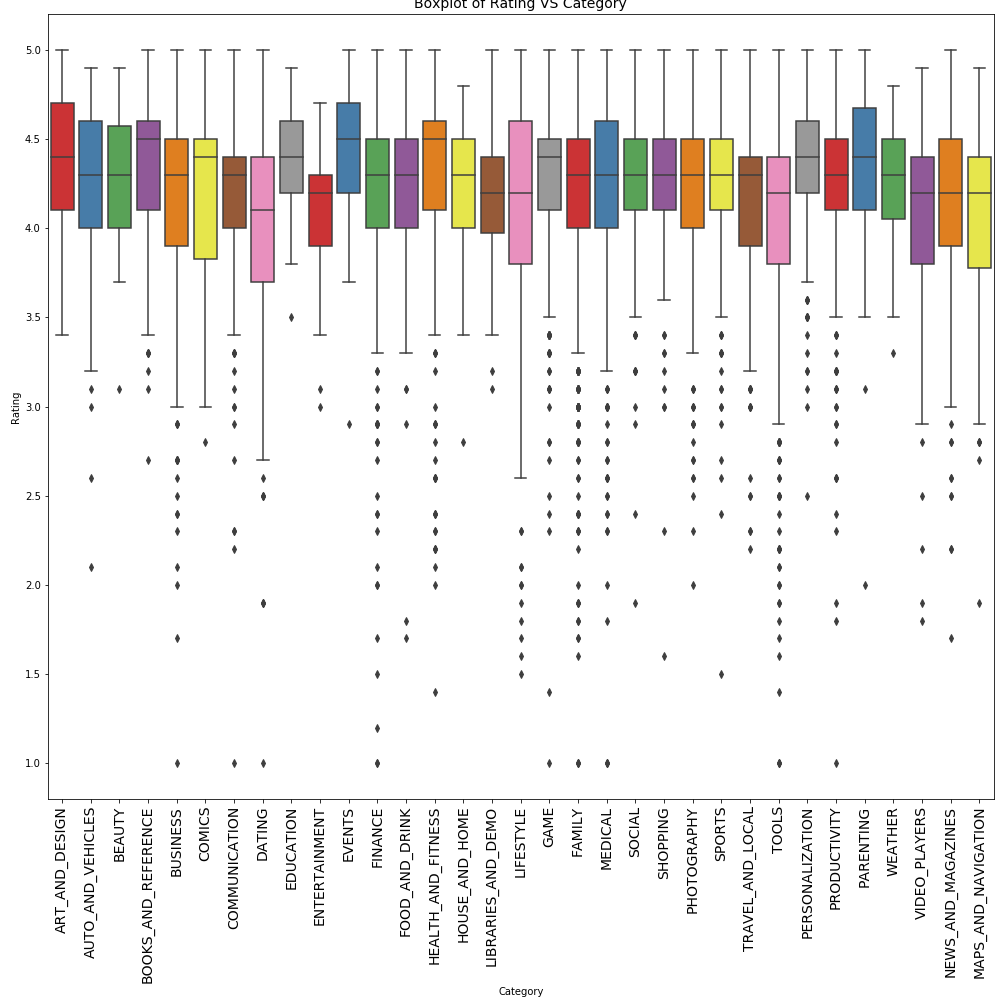 Boxplot of Rating VS Category
Rating
5.0
4.5
4.0
3.5
3.0
2.5
2.0
1.5
1.0
ART_AND_DESIGN
AUTO_AND_VEHICLES
BEAUTY
BOOKS_AND_REFERENCE
BUSINESS
COMICS
COMMUNICATION
DATING
EDUCATION
ENTERTAINMENT
EVENTS
FINANCE
FOOD_AND_DRINK
HEALTH_AND_FITNESS
HOUSE_AND_HOME
LIBRARIES_AND_DEMO
LIFESTYLE
GAME
FAMILY
MEDICAL
SOCIAL
SHOPPING
PHOTOGRAPHY
SPORTS
TRAVEL_AND_LOCAL
TOOLS
PERSONALIZATION
PRODUCTIVITY
PARENTING
WEATHER
VIDEO_PLAYERS
NEWS_AND_MAGAZINES
MAPS_AND_NAVIGATION
Category